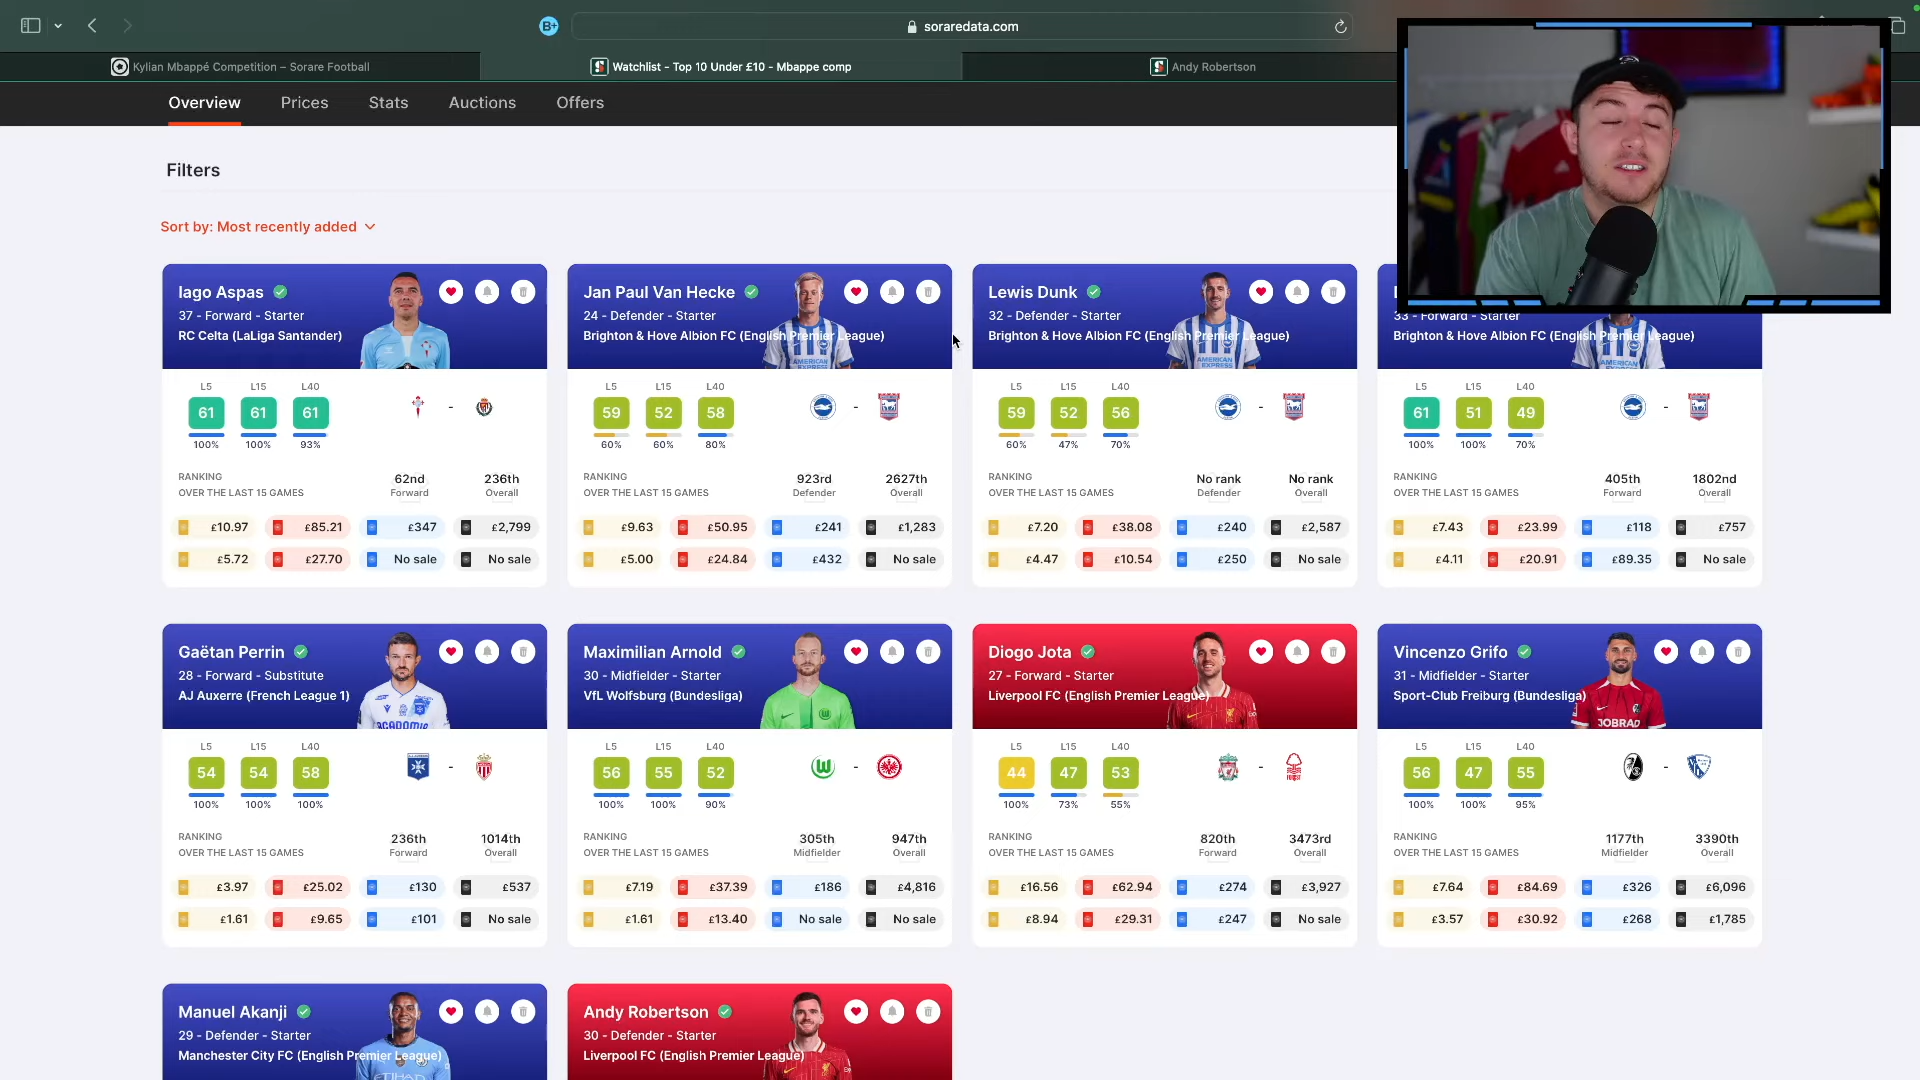 soraredata.com
Kylian Mbappé Competition – Sorare Football
Watchlist - Top 10 Under £10 - Mbappe comp
Andy Robertson
Overview Prices Stats Auctions Offers
Filters
Sort by: Most recently added
Iago Aspas
37 - Forward - Starter
RC Celta (LaLiga Santander)
L5 L15 L40
61 61 61
100% 100% 93%
-
RANKING
OVER THE LAST 15 GAMES
62nd 236th
Forward Overall
£10.97 £85.21 £347 £2,799
£5.72 £27.70 No sale No sale
Jan Paul Van Hecke
24 - Defender - Starter
Brighton & Hove Albion FC (English Premier League)
L5 L15 L40
59 52 58
60% 60% 80%
-
RANKING
OVER THE LAST 15 GAMES
923rd 2627th
Defender Overall
£9.63 £50.95 £241 £1,283
£5.00 £24.84 £432 No sale
AMERICAN
EXPRESS
Lewis Dunk
32 - Defender - Starter
Brighton & Hove Albion FC (English Premier League)
L5 L15 L40
59 52 56
60% 47% 70%
-
RANKING
OVER THE LAST 15 GAMES
No rank No rank
Defender Overall
£7.20 £38.08 £240 £2,587
£4.47 £10.54 £250 No sale
AMERICAN
EXPRESS
33 - Forward - Starter
Brighton & Hove Albion FC (English Premier League)
L5 L15 L40
61 51 49
100% 100% 70%
-
RANKING
OVER THE LAST 15 GAMES
405th 1802nd
Forward Overall
£7.43 £23.99 £118 £757
£4.11 £20.91 £89.35 No sale
AMERICAN
EXPRESS
Gaëtan Perrin
28 - Forward - Substitute
AJ Auxerre (French League 1)
L5 L15 L40
54 54 58
100% 100% 100%
-
RANKING
OVER THE LAST 15 GAMES
236th 1014th
Forward Overall
£3.97 £25.02 £130 £537
£1.61 £9.65 £101 No sale
Maximilian Arnold
30 - Midfielder - Starter
VfL Wolfsburg (Bundesliga)
L5 L15 L40
56 55 52
100% 100% 90%
-
RANKING
OVER THE LAST 15 GAMES
305th 947th
Midfielder Overall
£7.19 £37.39 £186 £4,816
£1.61 £13.40 No sale No sale
Diogo Jota
27 - Forward - Starter
Liverpool FC (English Premier League)
L5 L15 L40
44 47 53
100% 73% 55%
-
RANKING
OVER THE LAST 15 GAMES
820th 3473rd
Forward Overall
£16.56 £62.94 £274 £3,927
£8.94 £29.31 £247 No sale
Vincenzo Grifo
31 - Midfielder - Starter
Sport-Club Freiburg (Bundesliga)
JOBRAD
L5 L15 L40
56 47 55
100% 100% 95%
-
RANKING
OVER THE LAST 15 GAMES
1177th 3390th
Midfielder Overall
£7.64 £84.69 £326 £6,096
£3.57 £30.92 £268 £1,785
Manuel Akanji
29 - Defender - Starter
Manchester City FC (English Premier League)
Andy Robertson
30 - Defender - Starter
Liverpool FC (English Premier League)